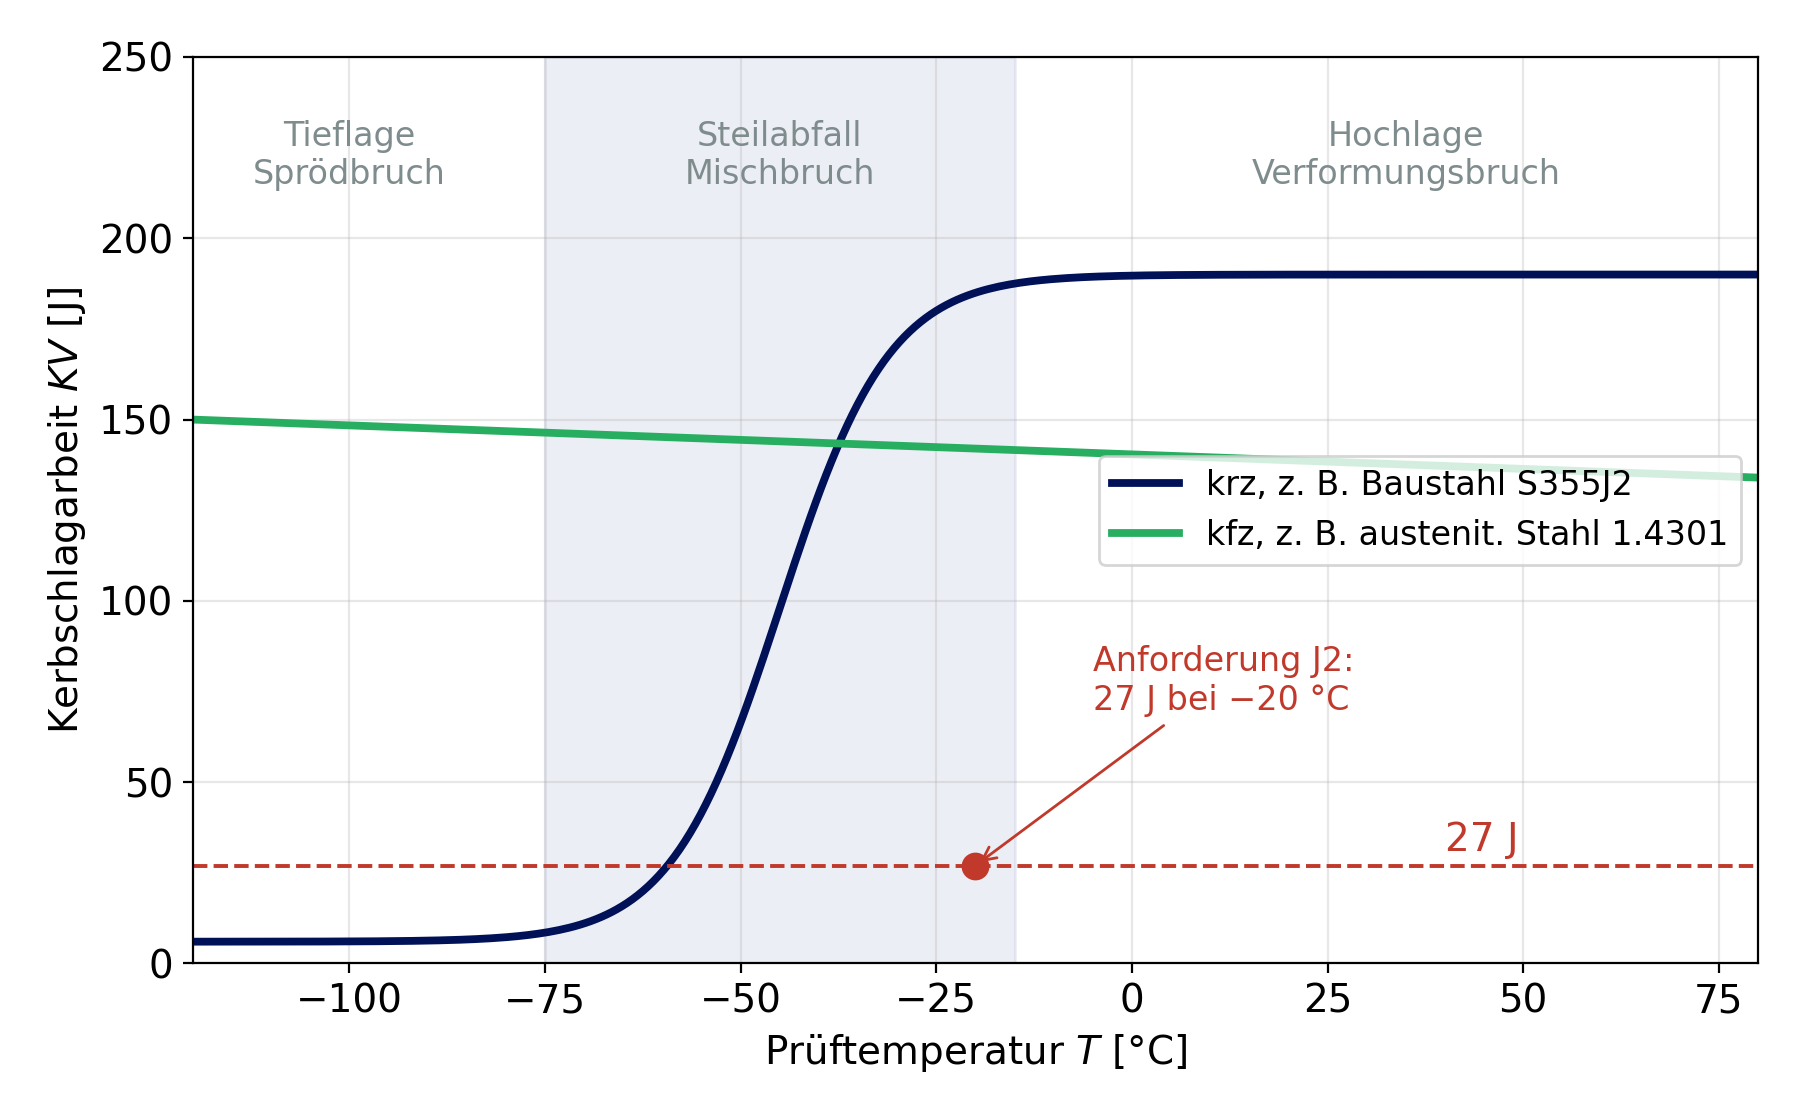 250
200
150
100
50
0
Kerbschlagarbeit KV [J]
Tieflage
Sprödbruch
Steilabfall
Mischbruch
Hochlage
Verformungsbruch
krz, z. B. Baustahl S355J2
kfz, z. B. austenit. Stahl 1.4301
Anforderung J2:
27 J bei −20 °C
27 J
−100 −75 −50 −25 0 25 50 75
Prüftemperatur T [°C]